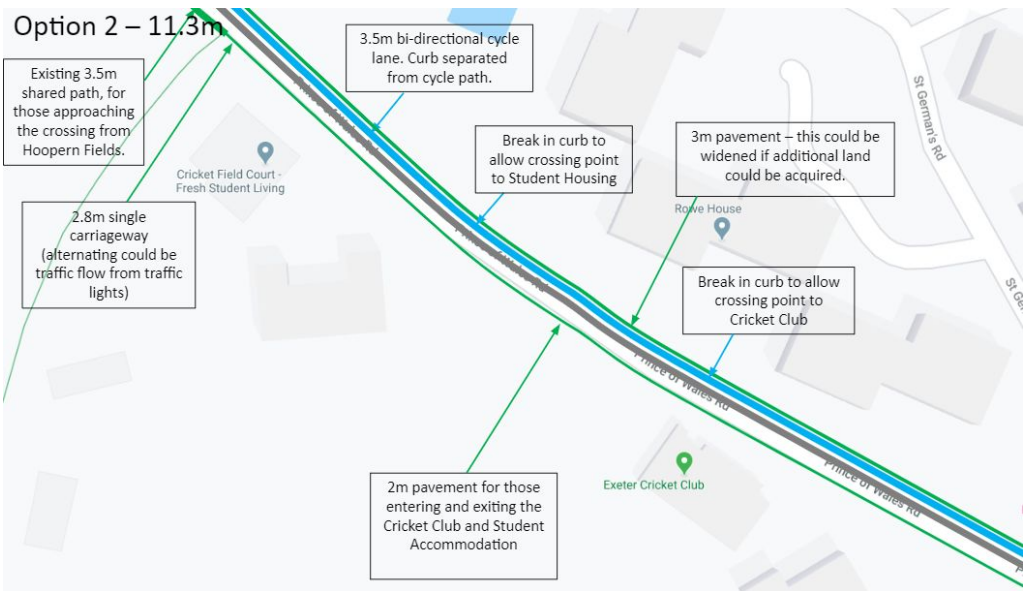 Option 2 – 11.3m
Existing 3.5m
shared path, for
those approaching
the crossing from
Hoopern Fields.
3.5m bi-directional cycle
lane. Curb separated
from cycle path.
Break in curb to
allow crossing point
to Student Housing
3m pavement – this could be
widened if additional land
could be acquired.
St German's Rd
Cricket Field Court -
Fresh Student Living
2.8m single
carriageway
(alternating could be
traffic flow from traffic
lights)
Rowe House
Prince of Wales Rd
Break in curb to allow
crossing point to
Cricket Club
Prince of Wales Rd
Prince of Wales Rd
Exeter Cricket Club
2m pavement for those
entering and exiting the
Cricket Club and Student
Accommodation